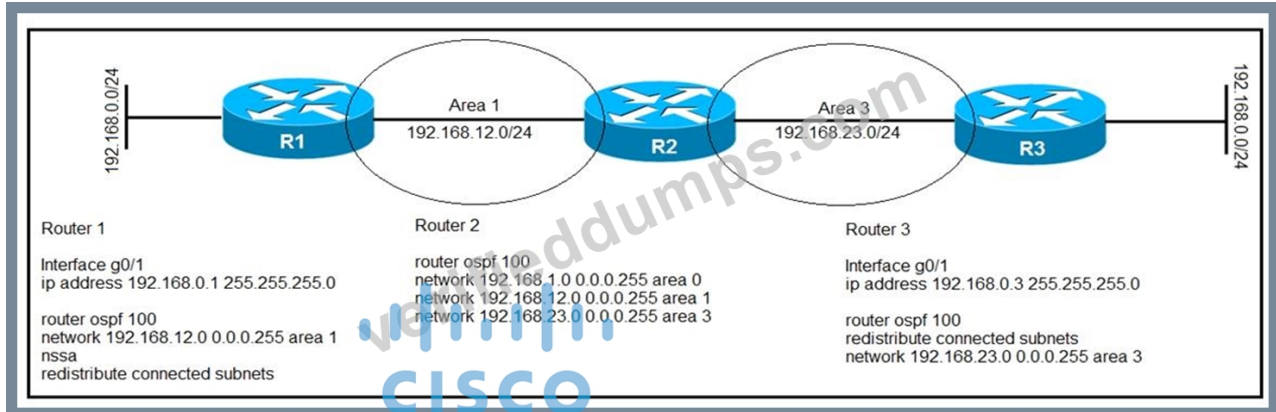 192.168.0.0/24
R1
Area 1
192.168.12.0/24
R2
Area 3
192.168.23.0/24
R3
192.168.0.0/24
Router 1
Interface g0/1
ip address 192.168.0.1 255.255.255.0
router ospf 100
network 192.168.12.0 0.0.0.255 area 1
nssa
redistribute connected subnets
Router 2
router ospf 100
network 192.168.1.0 0.0.0.255 area 0
network 192.168.12.0 0.0.0.255 area 1
network 192.168.23.0 0.0.0.255 area 3
Router 3
Interface g0/1
ip address 192.168.0.3 255.255.255.0
router ospf 100
redistribute connected subnets
network 192.168.23.0 0.0.0.255 area 3
verifieddumps.com
CISCO